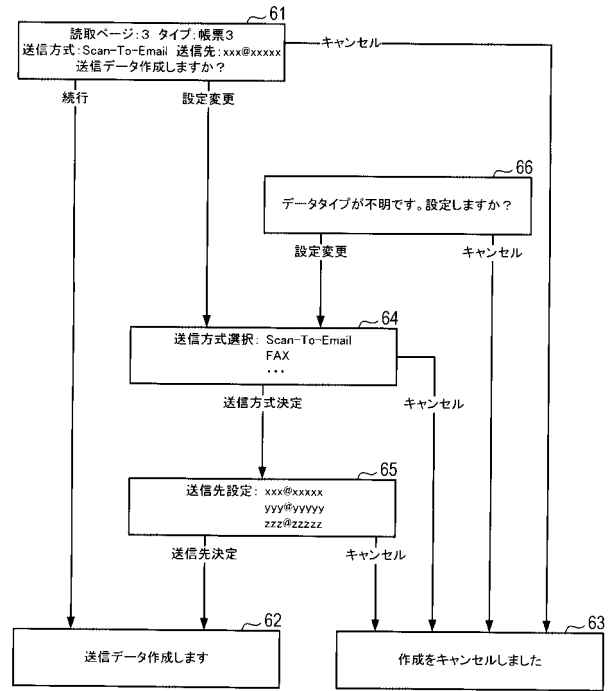 61
読取ページ:3 タイプ:帳票3
送信方式:Scan-To-Email 送信先:xxx@xxxxx
送信データ作成しますか?
キャンセル
続行
設定変更
66
データタイプが不明です。設定しますか?
設定変更
キャンセル
64
送信方式選択: Scan-To-Email
FAX
・・・
送信方式決定
キャンセル
65
送信先設定: xxx@xxxxx
yyy@yyyyy
zzz@zzzzz
送信先決定
キャンセル
62
送信データ作成します
63
作成をキャンセルしました